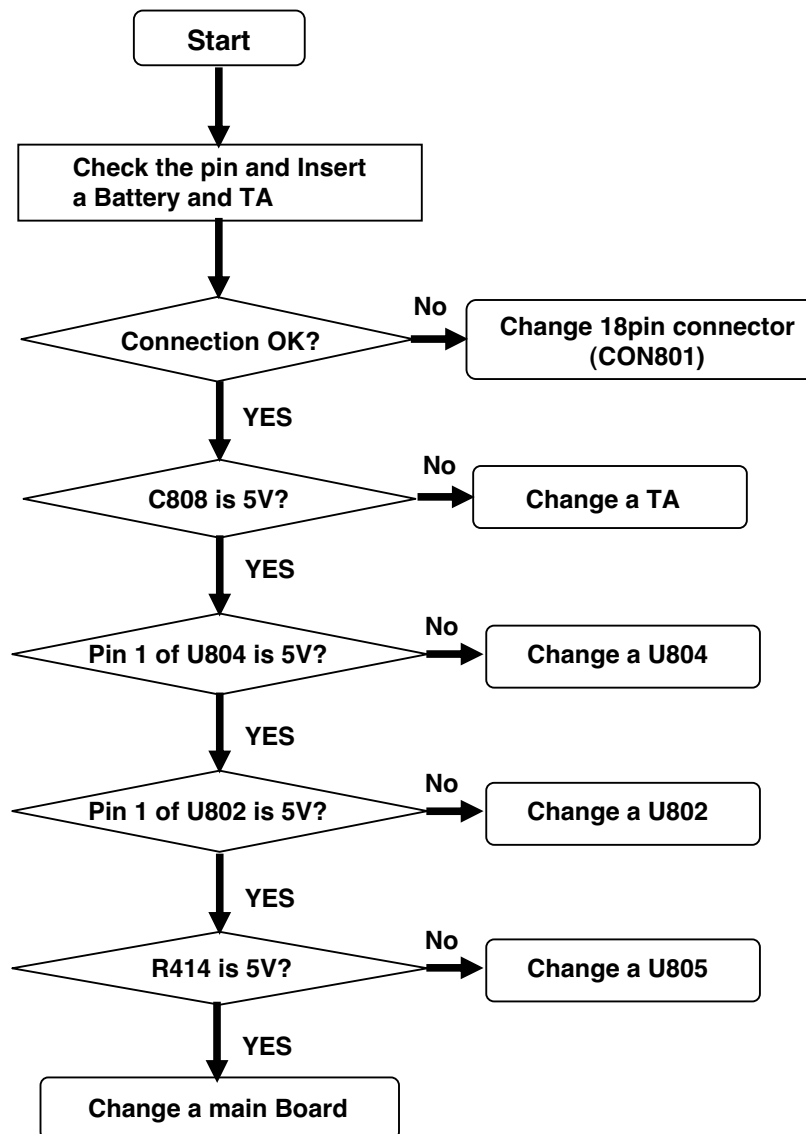 Start
Check the pin and Insert
a Battery and TA
Connection OK?
No
Change 18pin connector
(CON801)
YES
C808 is 5V?
No
Change a TA
YES
Pin 1 of U804 is 5V?
No
Change a U804
YES
Pin 1 of U802 is 5V?
No
Change a U802
YES
R414 is 5V?
No
Change a U805
YES
Change a main Board